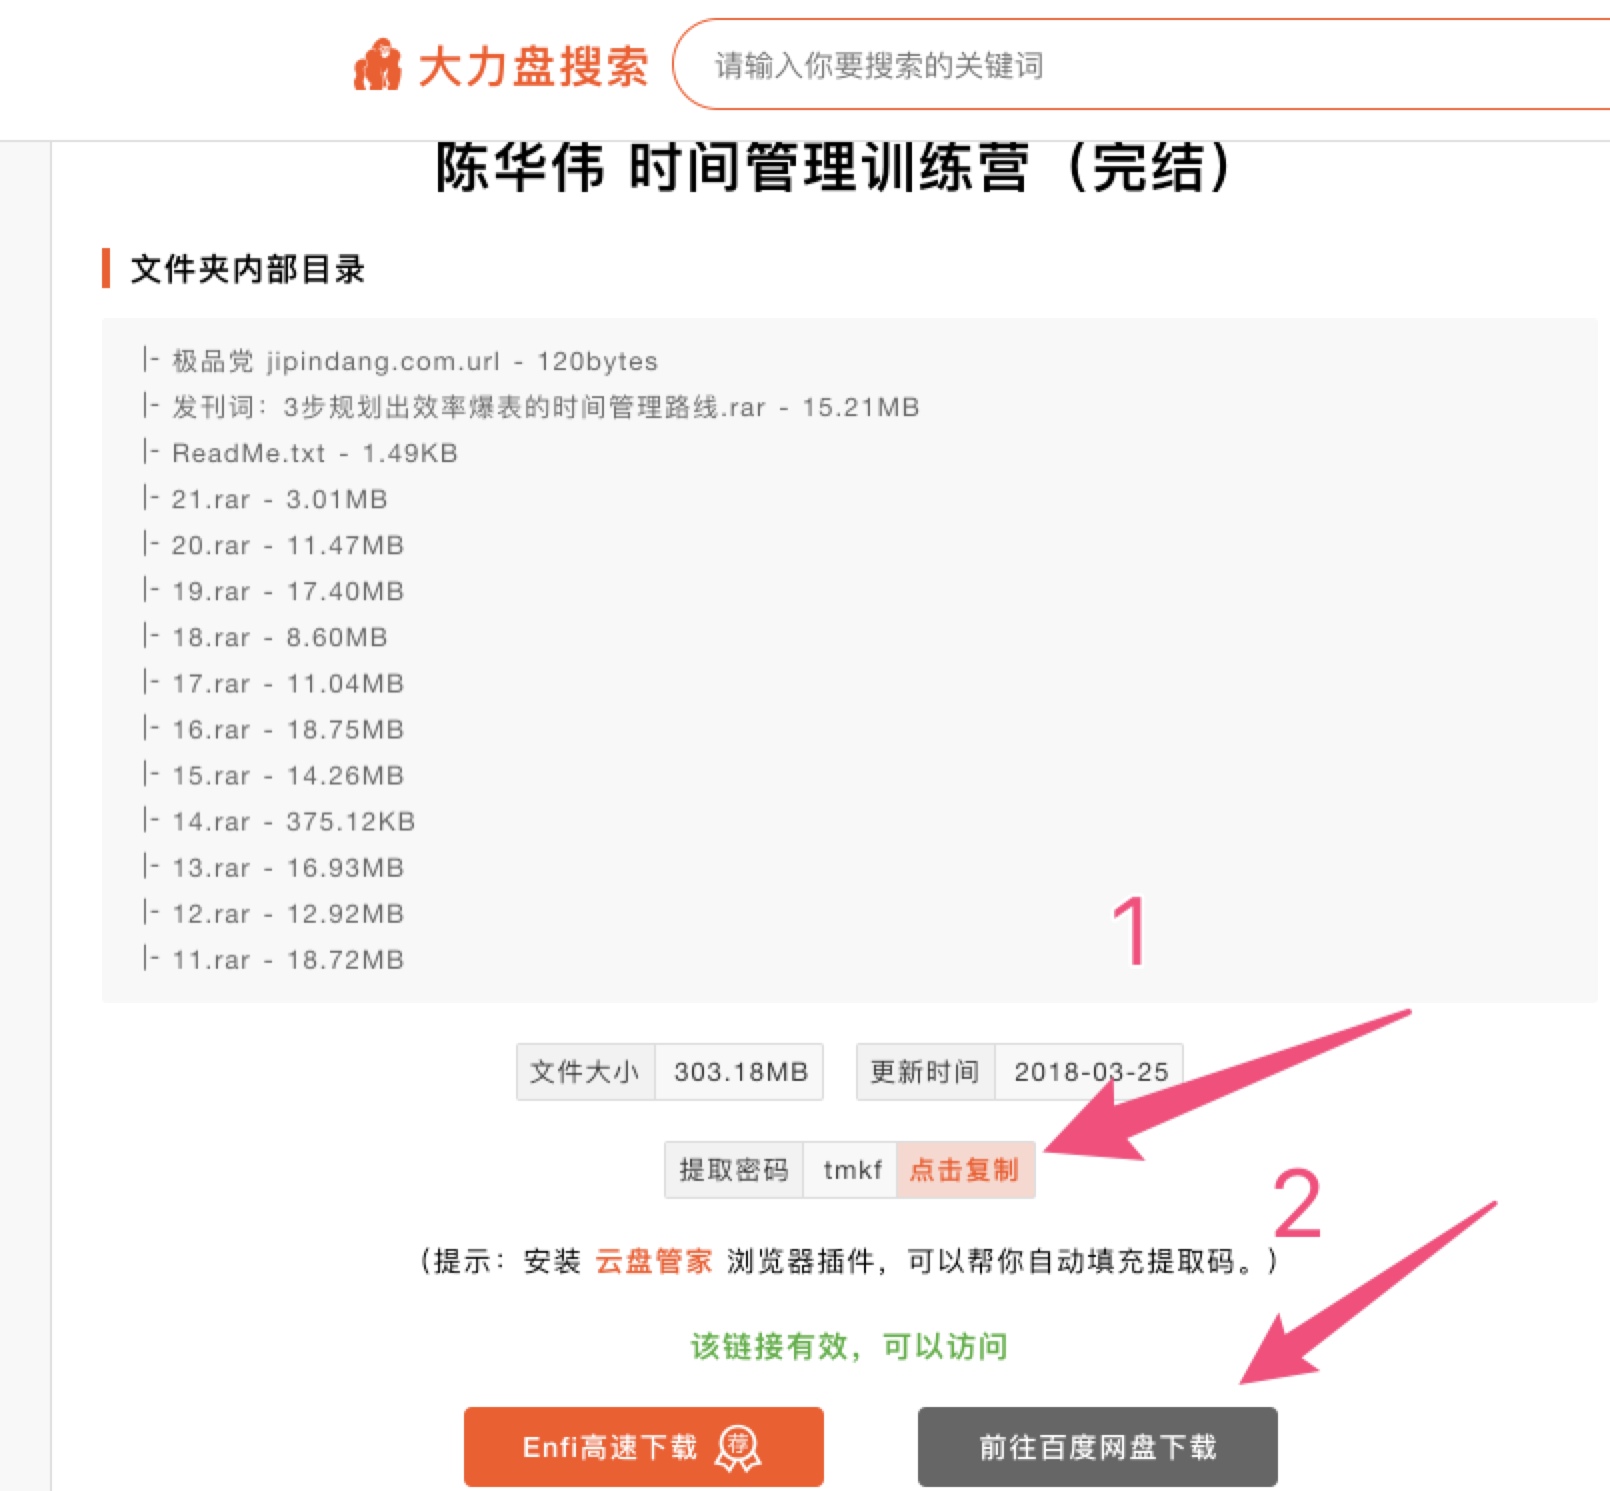 大力盘搜索 请输入你要搜索的关键词
陈华伟 时间管理训练营（完结）
文件夹内部目录
|- 极品党 jipindang.com.url - 120bytes
|- 发刊词：3步规划出效率爆表的时间管理路线.rar - 15.21MB
|- ReadMe.txt - 1.49KB
|- 21.rar - 3.01MB
|- 20.rar - 11.47MB
|- 19.rar - 17.40MB
|- 18.rar - 8.60MB
|- 17.rar - 11.04MB
|- 16.rar - 18.75MB
|- 15.rar - 14.26MB
|- 14.rar - 375.12KB
|- 13.rar - 16.93MB
|- 12.rar - 12.92MB
|- 11.rar - 18.72MB
1
文件大小 303.18MB 更新时间 2018-03-25
提取密码 tmkf 点击复制
2
（提示：安装 云盘管家 浏览器插件，可以帮你自动填充提取码。）
该链接有效，可以访问
Enfi高速下载 荐 前往百度网盘下载